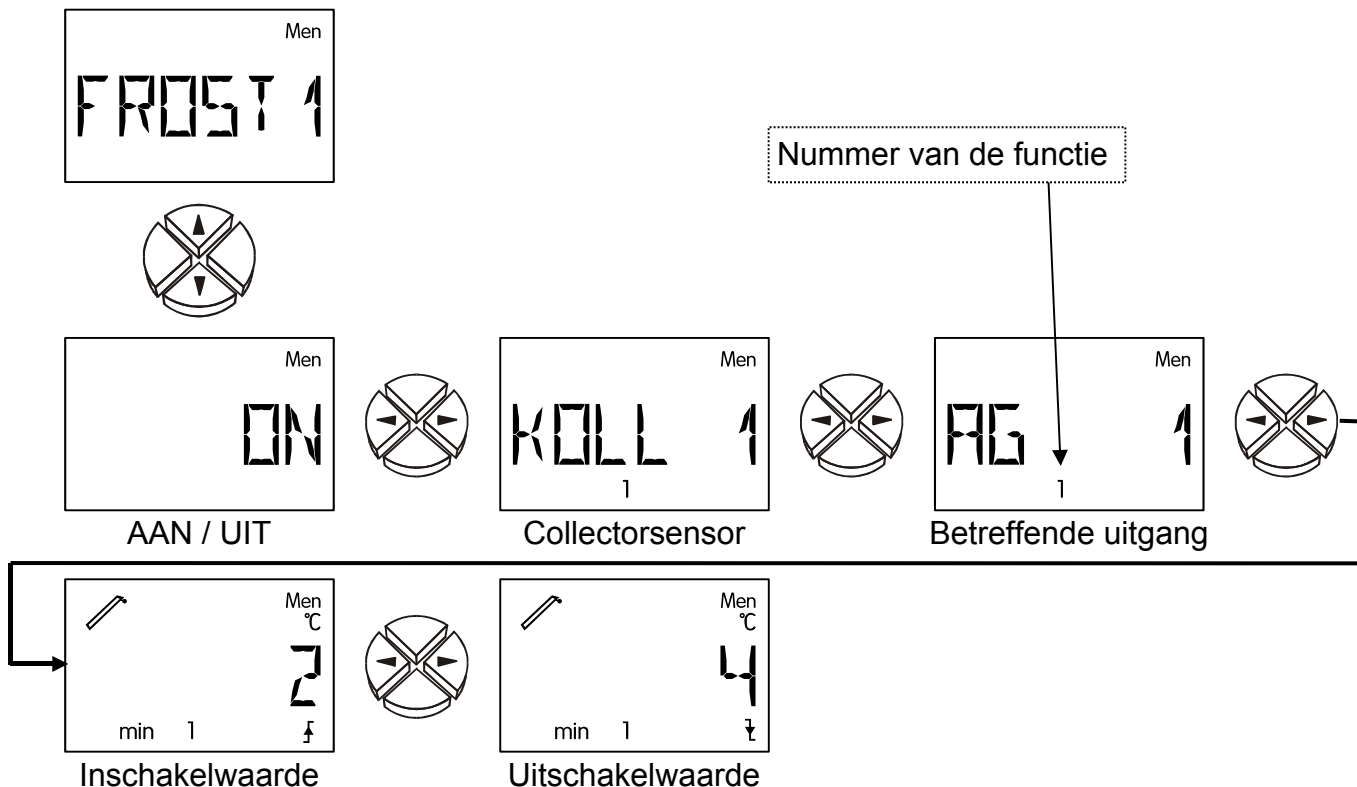 Men
FROST 1
Nummer van de functie
Men
ON
AAN / UIT
Men
KOLL 1
1
Collectorsensor
Men
AG 1
1
Betreffende uitgang
Men
°C
2
min 1
Inschakelwaarde
Men
°C
4
min 1
Uitschakelwaarde